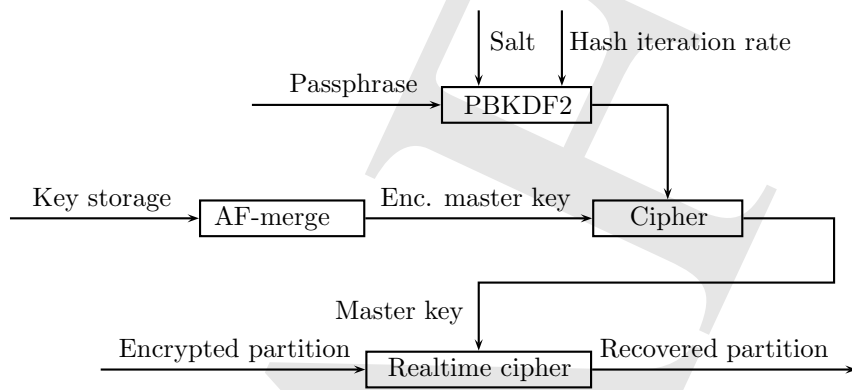 Salt
Hash iteration rate
Passphrase
PBKDF2
Key storage
AF-merge
Enc. master key
Cipher
Master key
Encrypted partition
Realtime cipher
Recovered partition